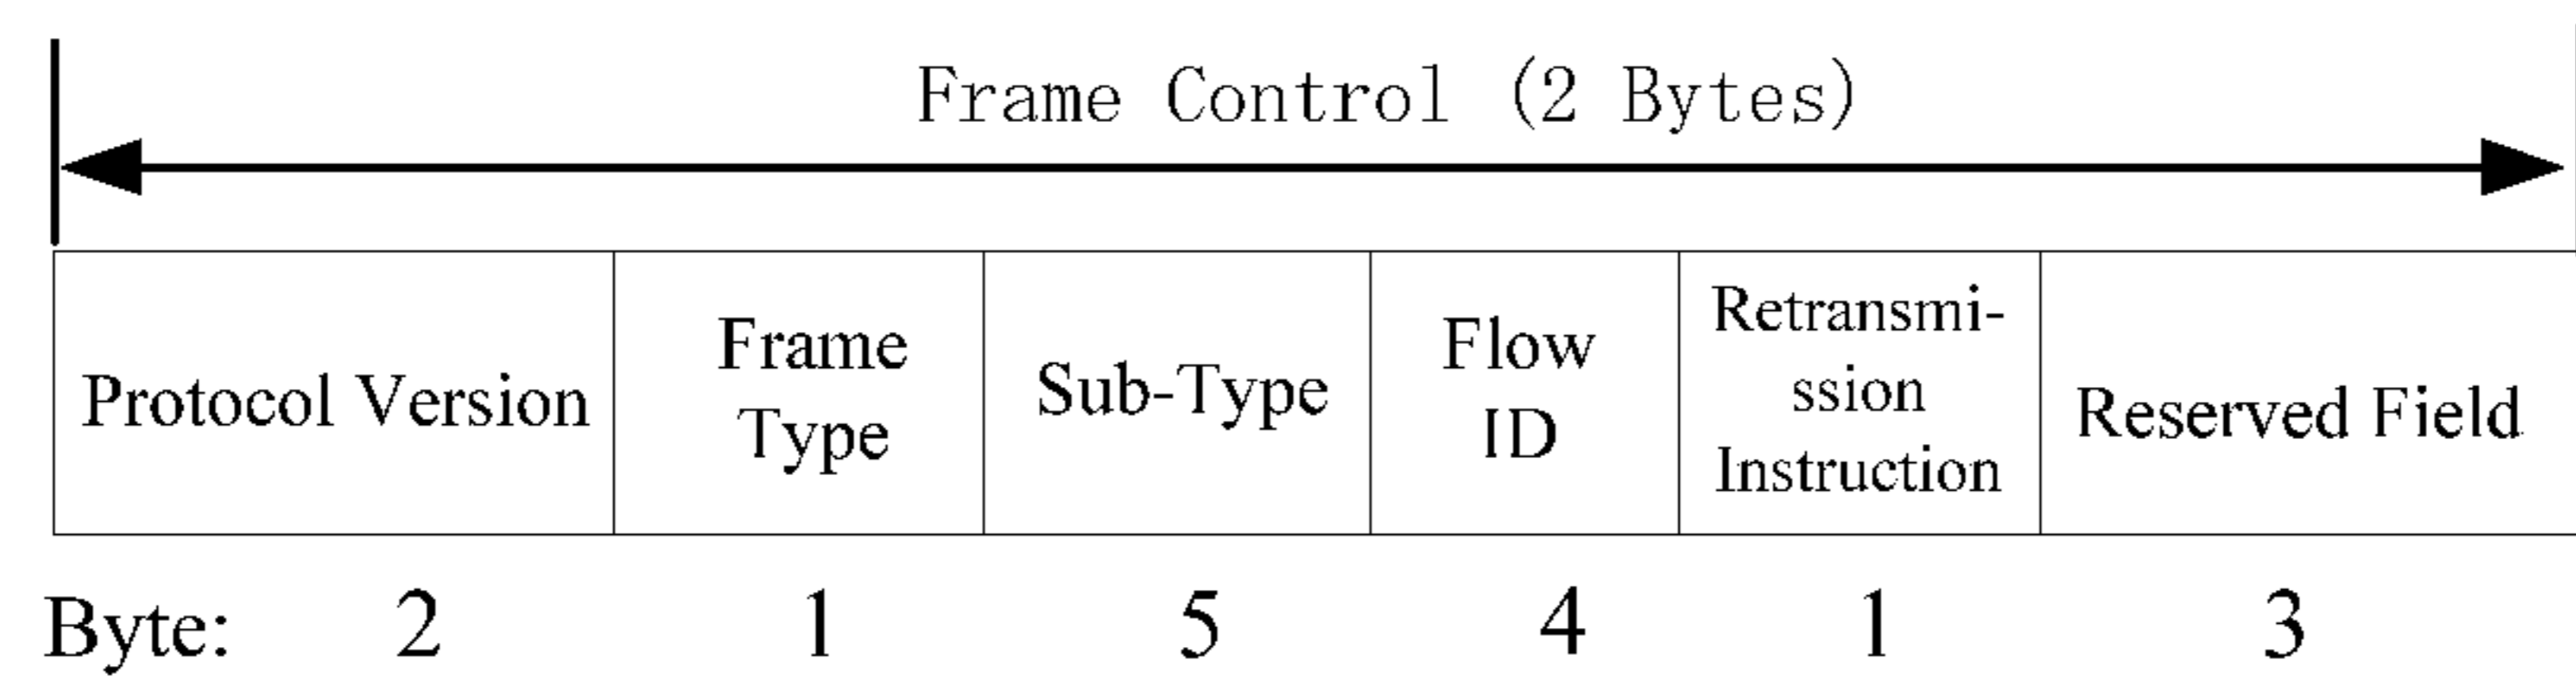 Frame Control (2 Bytes)
Protocol Version
Frame
Type
Sub-Type
Flow
ID
Retransmi-
ssion
Instruction
Reserved Field
Byte: 2 1 5 4 1 3